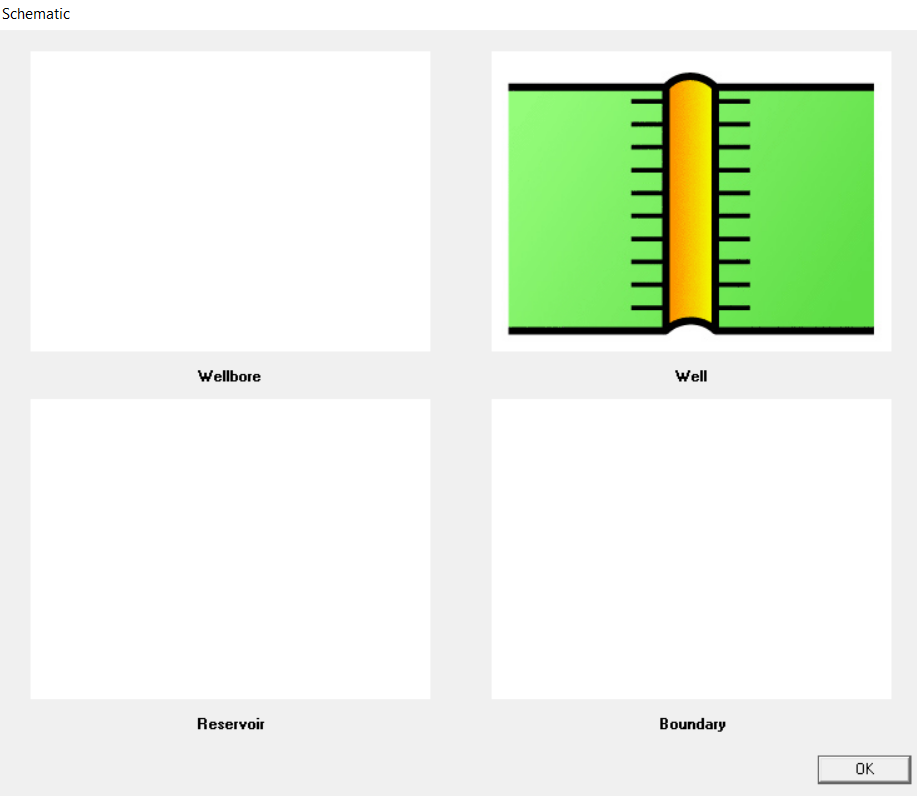 Schematic
Wellbore
Well
Reservoir
Boundary
OK